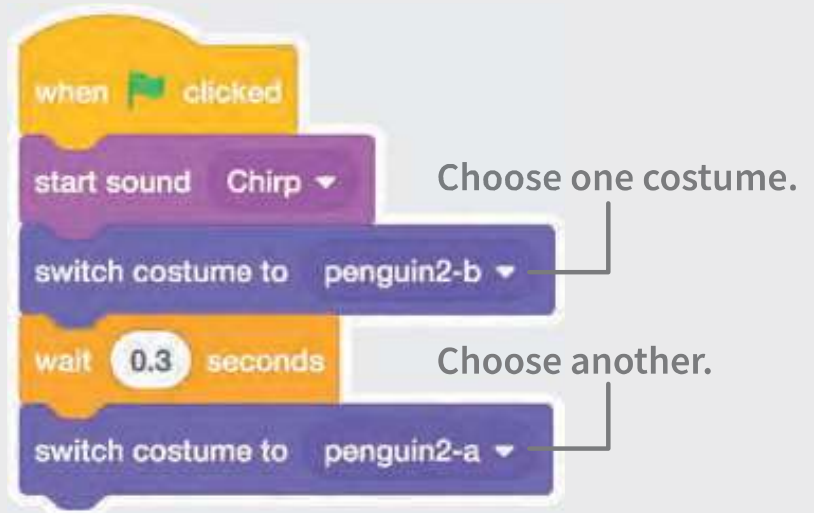 when clicked
start sound Chirp
Choose one costume.
switch costume to penguin2-b
wait 0.3 seconds
Choose another.
switch costume to penguin2-a